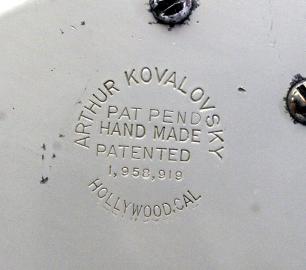 ARTHUR KOVALOVSKY
PAT PEND
HAND MADE
PATENTED
1,958,919
HOLLYWOOD.CAL